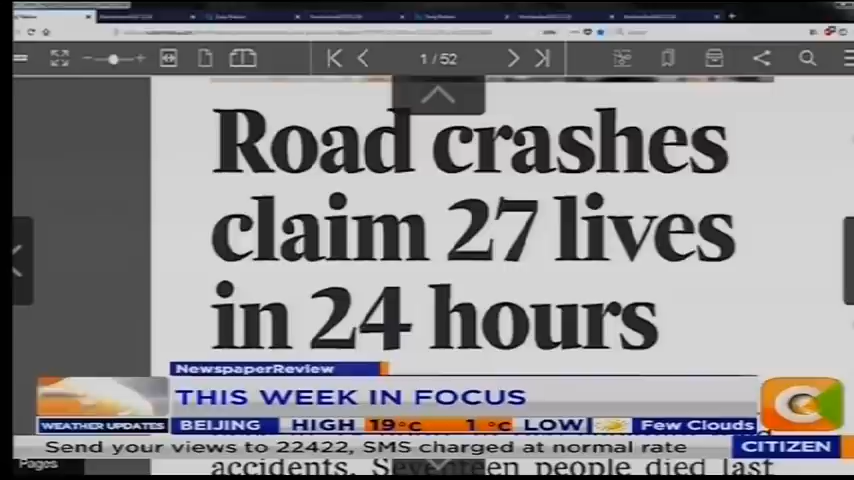 1 / 52
Road crashes
claim 27 lives
in 24 hours
NewspaperReview
THIS WEEK IN FOCUS
WEATHER UPDATES
BEIJING HIGH 19°C 1 °C LOW Few Clouds
Send your views to 22422, SMS charged at normal rate
CITIZEN
Pages
accidents. Seventeen people died last